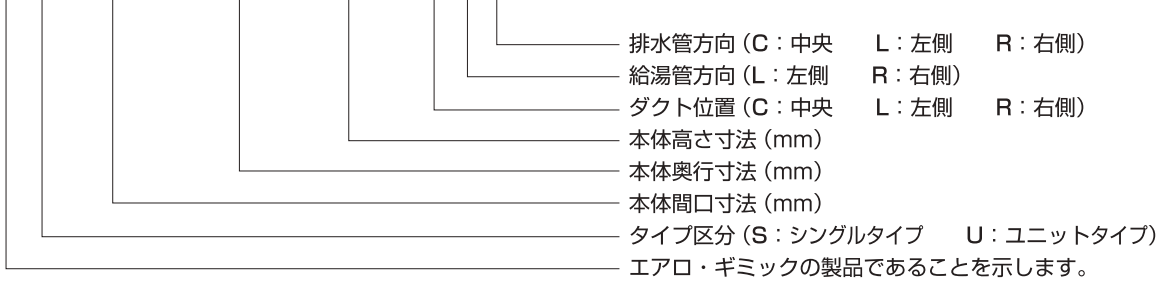 排水管方向（C：中央　L：左側　R：右側）
給湯管方向（L：左側　R：右側）
ダクト位置（C：中央　L：左側　R：右側）
本体高さ寸法（mm）
本体奥行寸法（mm）
本体間口寸法（mm）
タイプ区分（S：シングルタイプ　U：ユニットタイプ）
エアロ・ギミックの製品であることを示します。